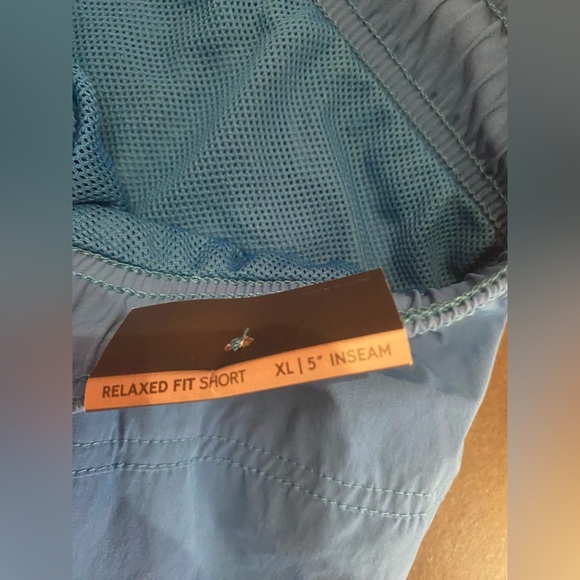 RELAXED FIT SHORT XL | 5" INSEAM